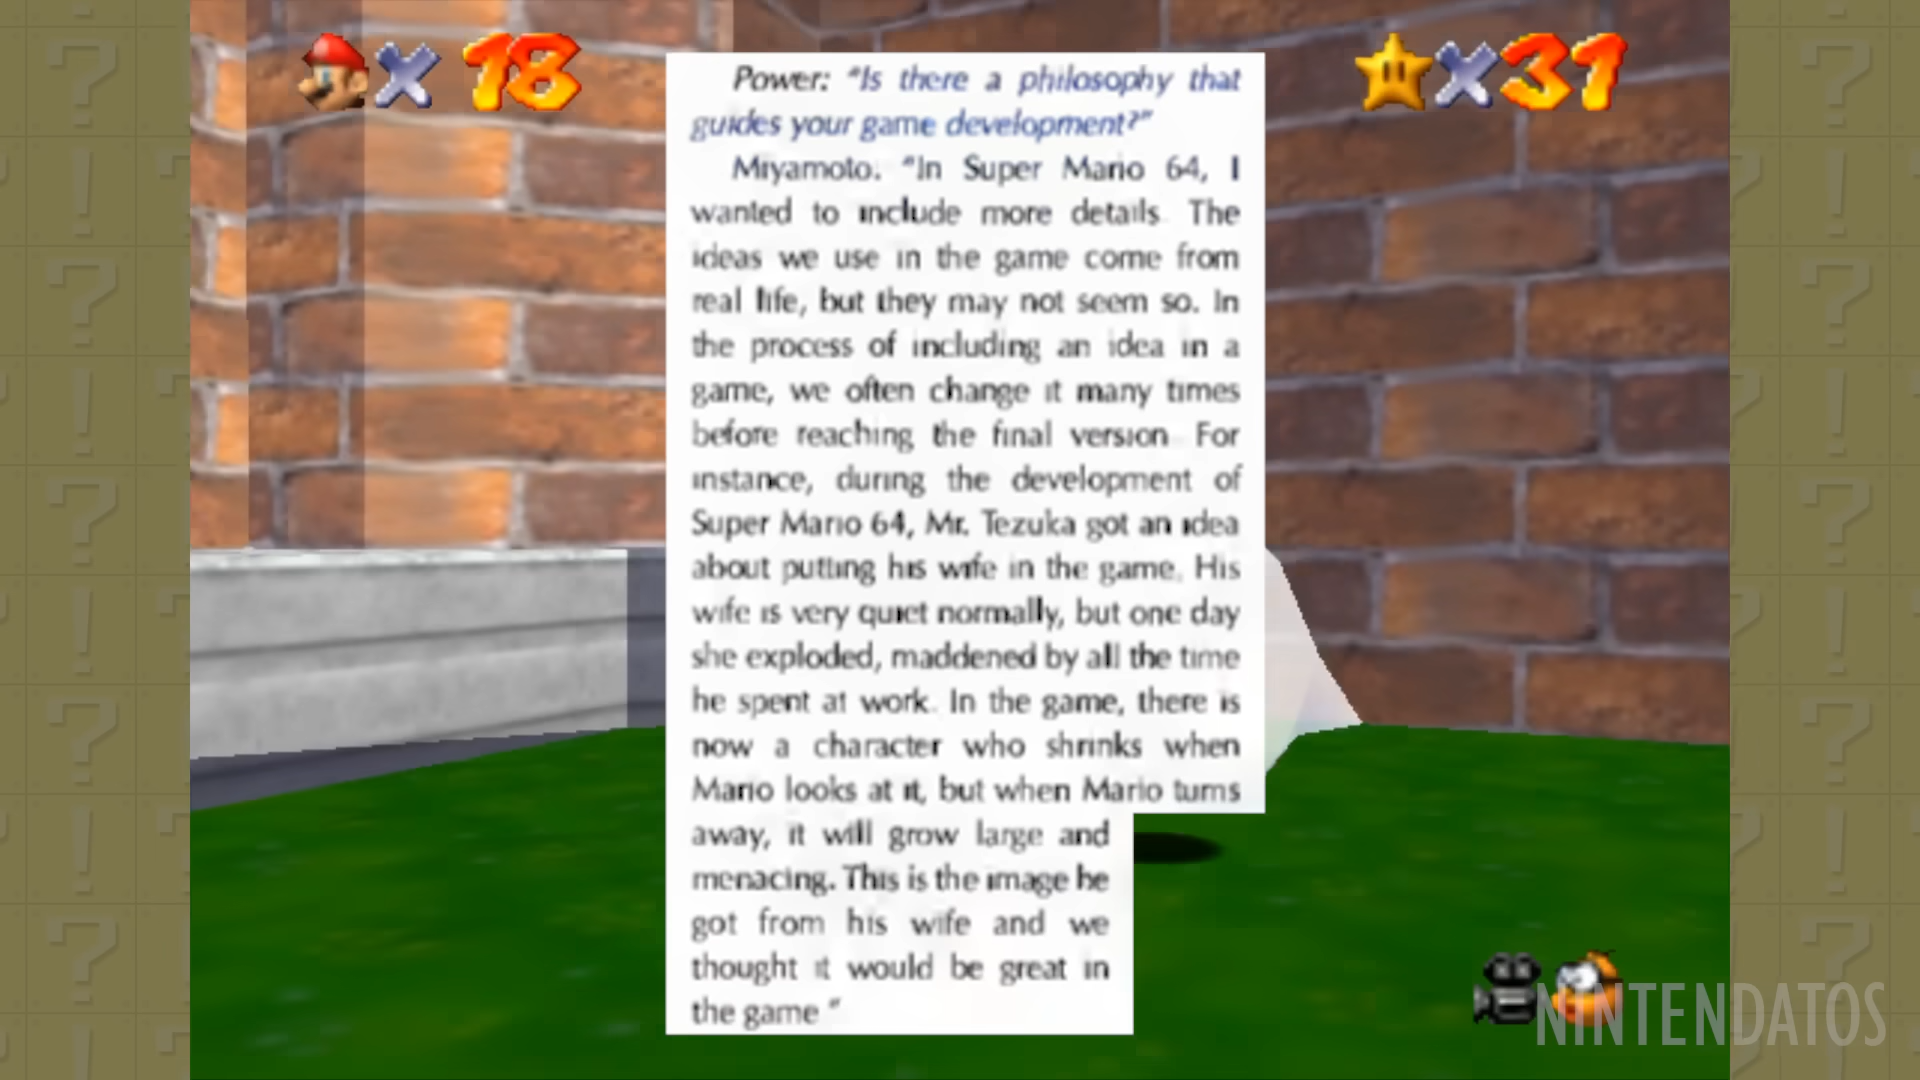 x 18
x 31
Power: "Is there a philosophy that
guides your game development?"
Miyamoto: "In Super Mario 64, I
wanted to include more details. The
ideas we use in the game come from
real life, but they may not seem so. In
the process of including an idea in a
game, we often change it many times
before reaching the final version. For
instance, during the development of
Super Mario 64, Mr. Tezuka got an idea
about putting his wife in the game. His
wife is very quiet normally, but one day
she exploded, maddened by all the time
he spent at work. In the game, there is
now a character who shrinks when
Mario looks at it, but when Mario turns
away, it will grow large and
menacing. This is the image he
got from his wife and we
thought it would be great in
the game"
NINTENDATOS